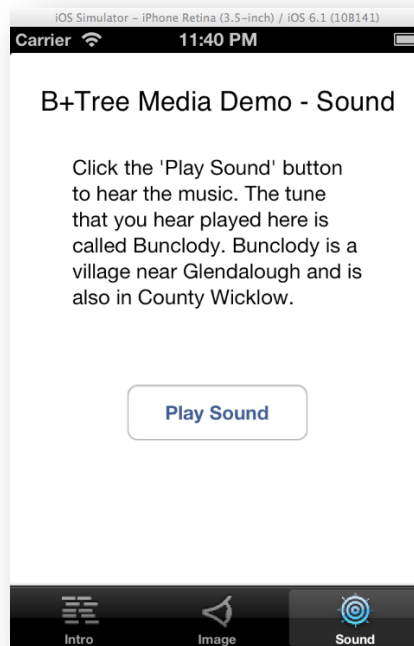 iOS Simulator - iPhone Retina (3.5-inch) / iOS 6.1 (10B141)
Carrier 11:40 PM
B+Tree Media Demo - Sound
Click the 'Play Sound' button
to hear the music. The tune
that you hear played here is
called Bunclody. Bunclody is a
village near Glendalough and is
also in County Wicklow.
Play Sound
Intro Image Sound